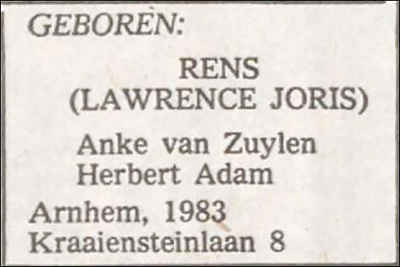 GEBOREN:
RENS
(LAWRENCE JORIS)
Anke van Zuylen
Herbert Adam
Arnhem, 1983
Kraaiensteinlaan 8